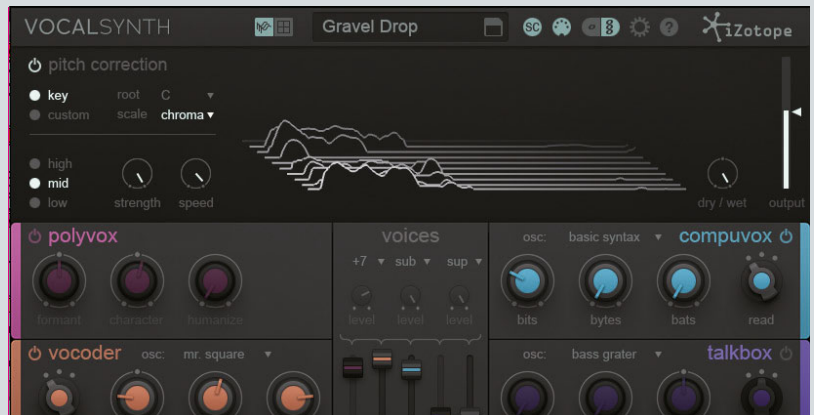 VOCALSYNTH Gravel Drop SC iZotope
pitch correction
key root C
custom scale chroma
high
mid
low
strength speed dry / wet output
polyvox voices osc: basic syntax compuvox
+7 sub sup
formant character humanize level level level bits bytes bats read
vocoder osc: mr. square osc: bass grater talkbox